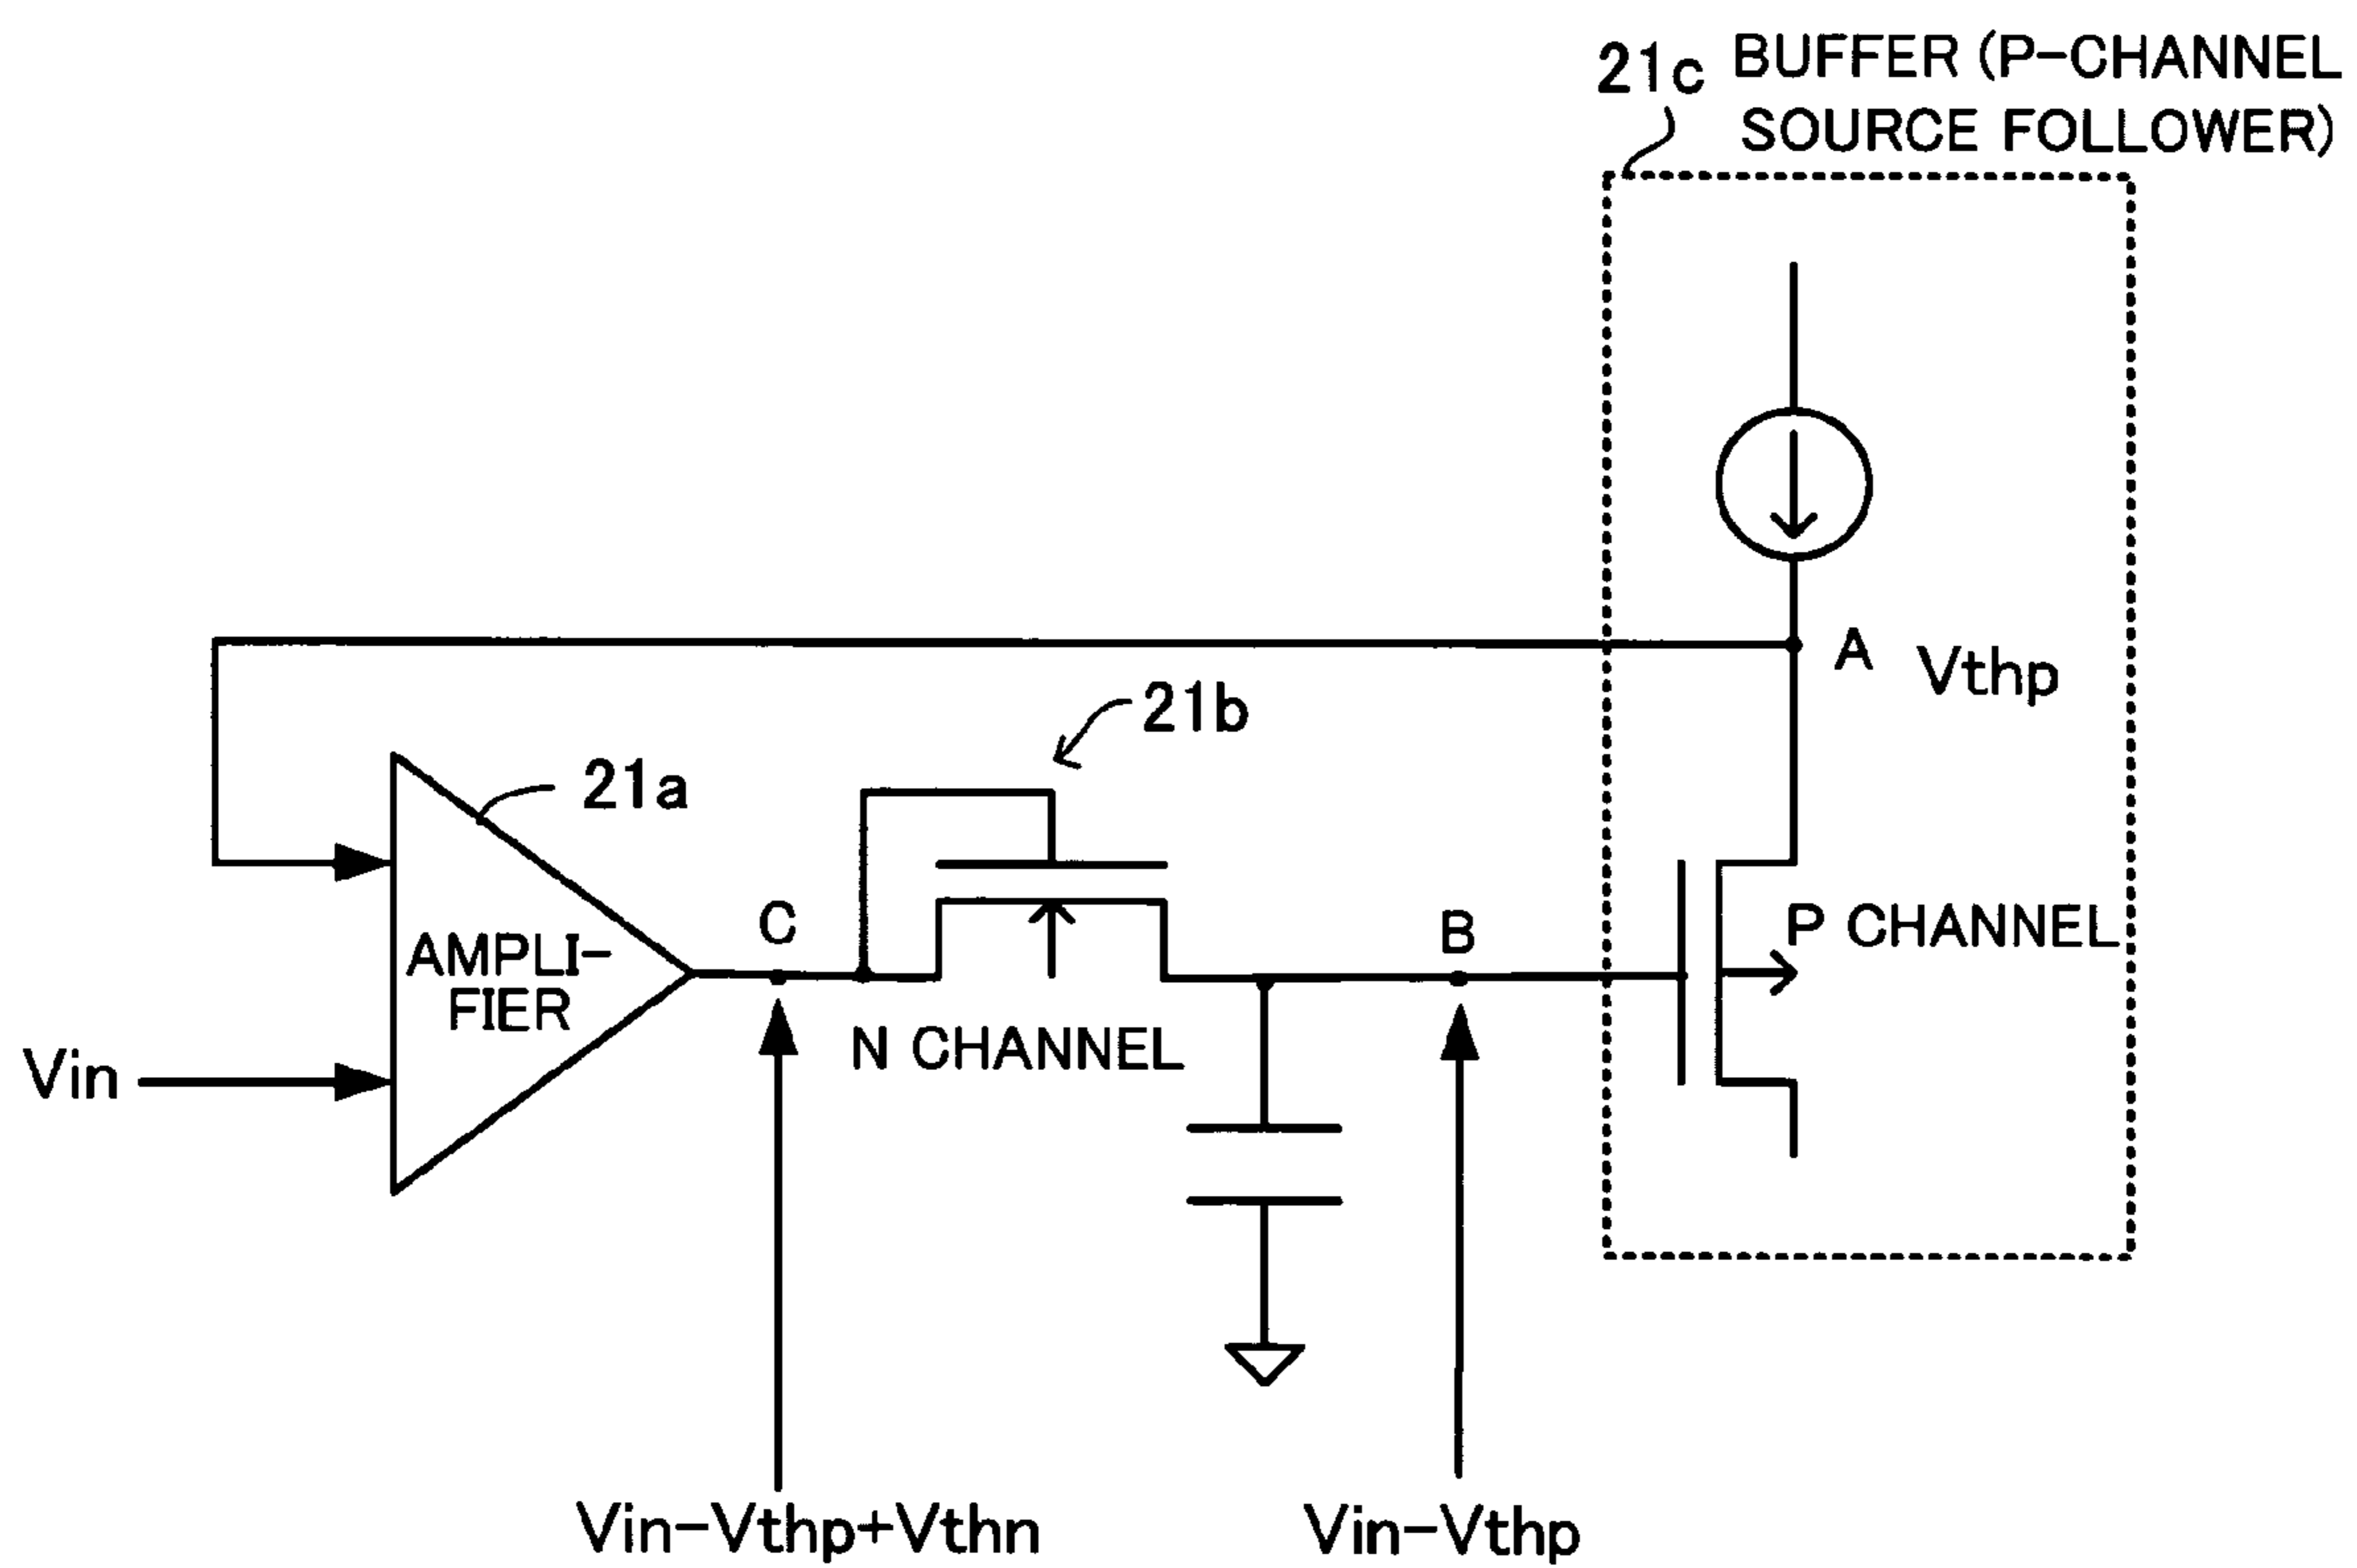 21c
BUFFER (P-CHANNEL
SOURCE FOLLOWER)
A
Vthp
21b
21a
C
B
P CHANNEL
AMPLI-
FIER
N CHANNEL
Vin
Vin-Vthp+Vthn
Vin-Vthp